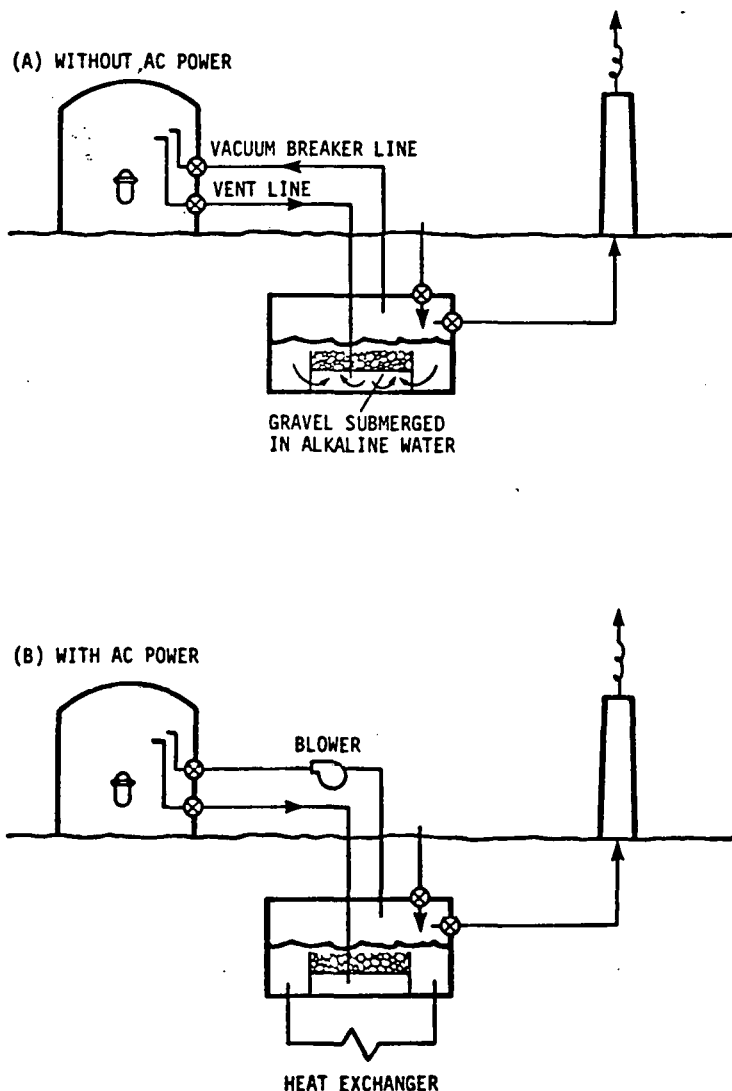 (A) WITHOUT AC POWER
VACUUM BREAKER LINE
VENT LINE
GRAVEL SUBMERGED
IN ALKALINE WATER
(B) WITH AC POWER
BLOWER
HEAT EXCHANGER